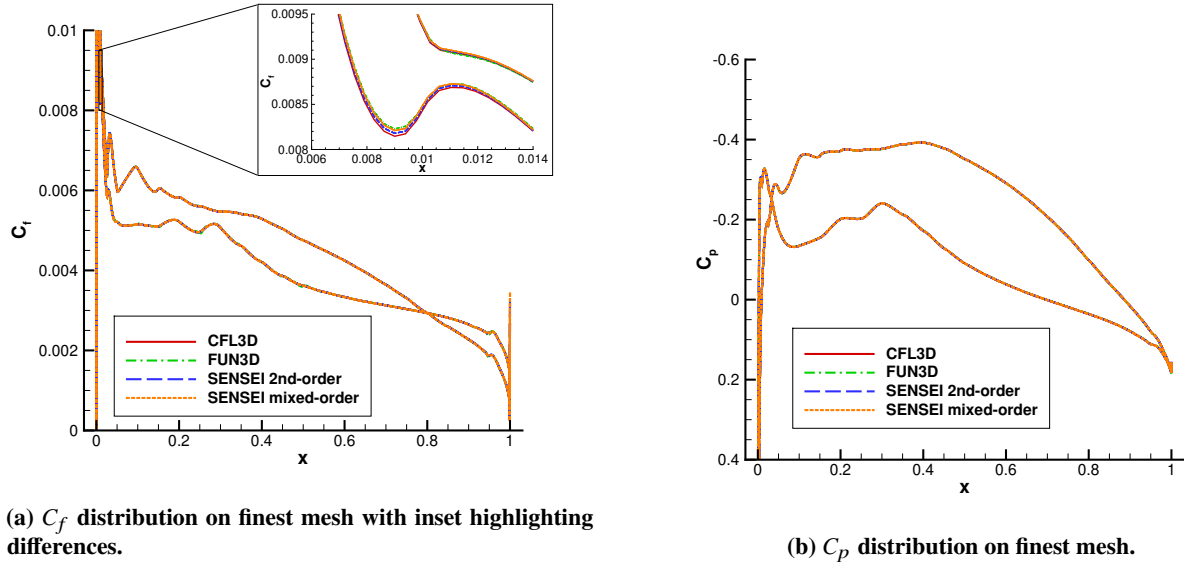 0.0095
0.009
0.0085
0.008
C_f
0.006
0.008
0.01
0.012
0.014
x
0.01
0.008
0.006
0.004
0.002
0
C_f
CFL3D
FUN3D
SENSEI 2nd-order
SENSEI mixed-order
0
0.2
0.4
0.6
0.8
1
x
(a) C_f distribution on finest mesh with inset highlighting
differences.
-0.6
-0.4
-0.2
0
0.2
0.4
C_p
CFL3D
FUN3D
SENSEI 2nd-order
SENSEI mixed-order
0
0.2
0.4
0.6
0.8
1
x
(b) C_p distribution on finest mesh.